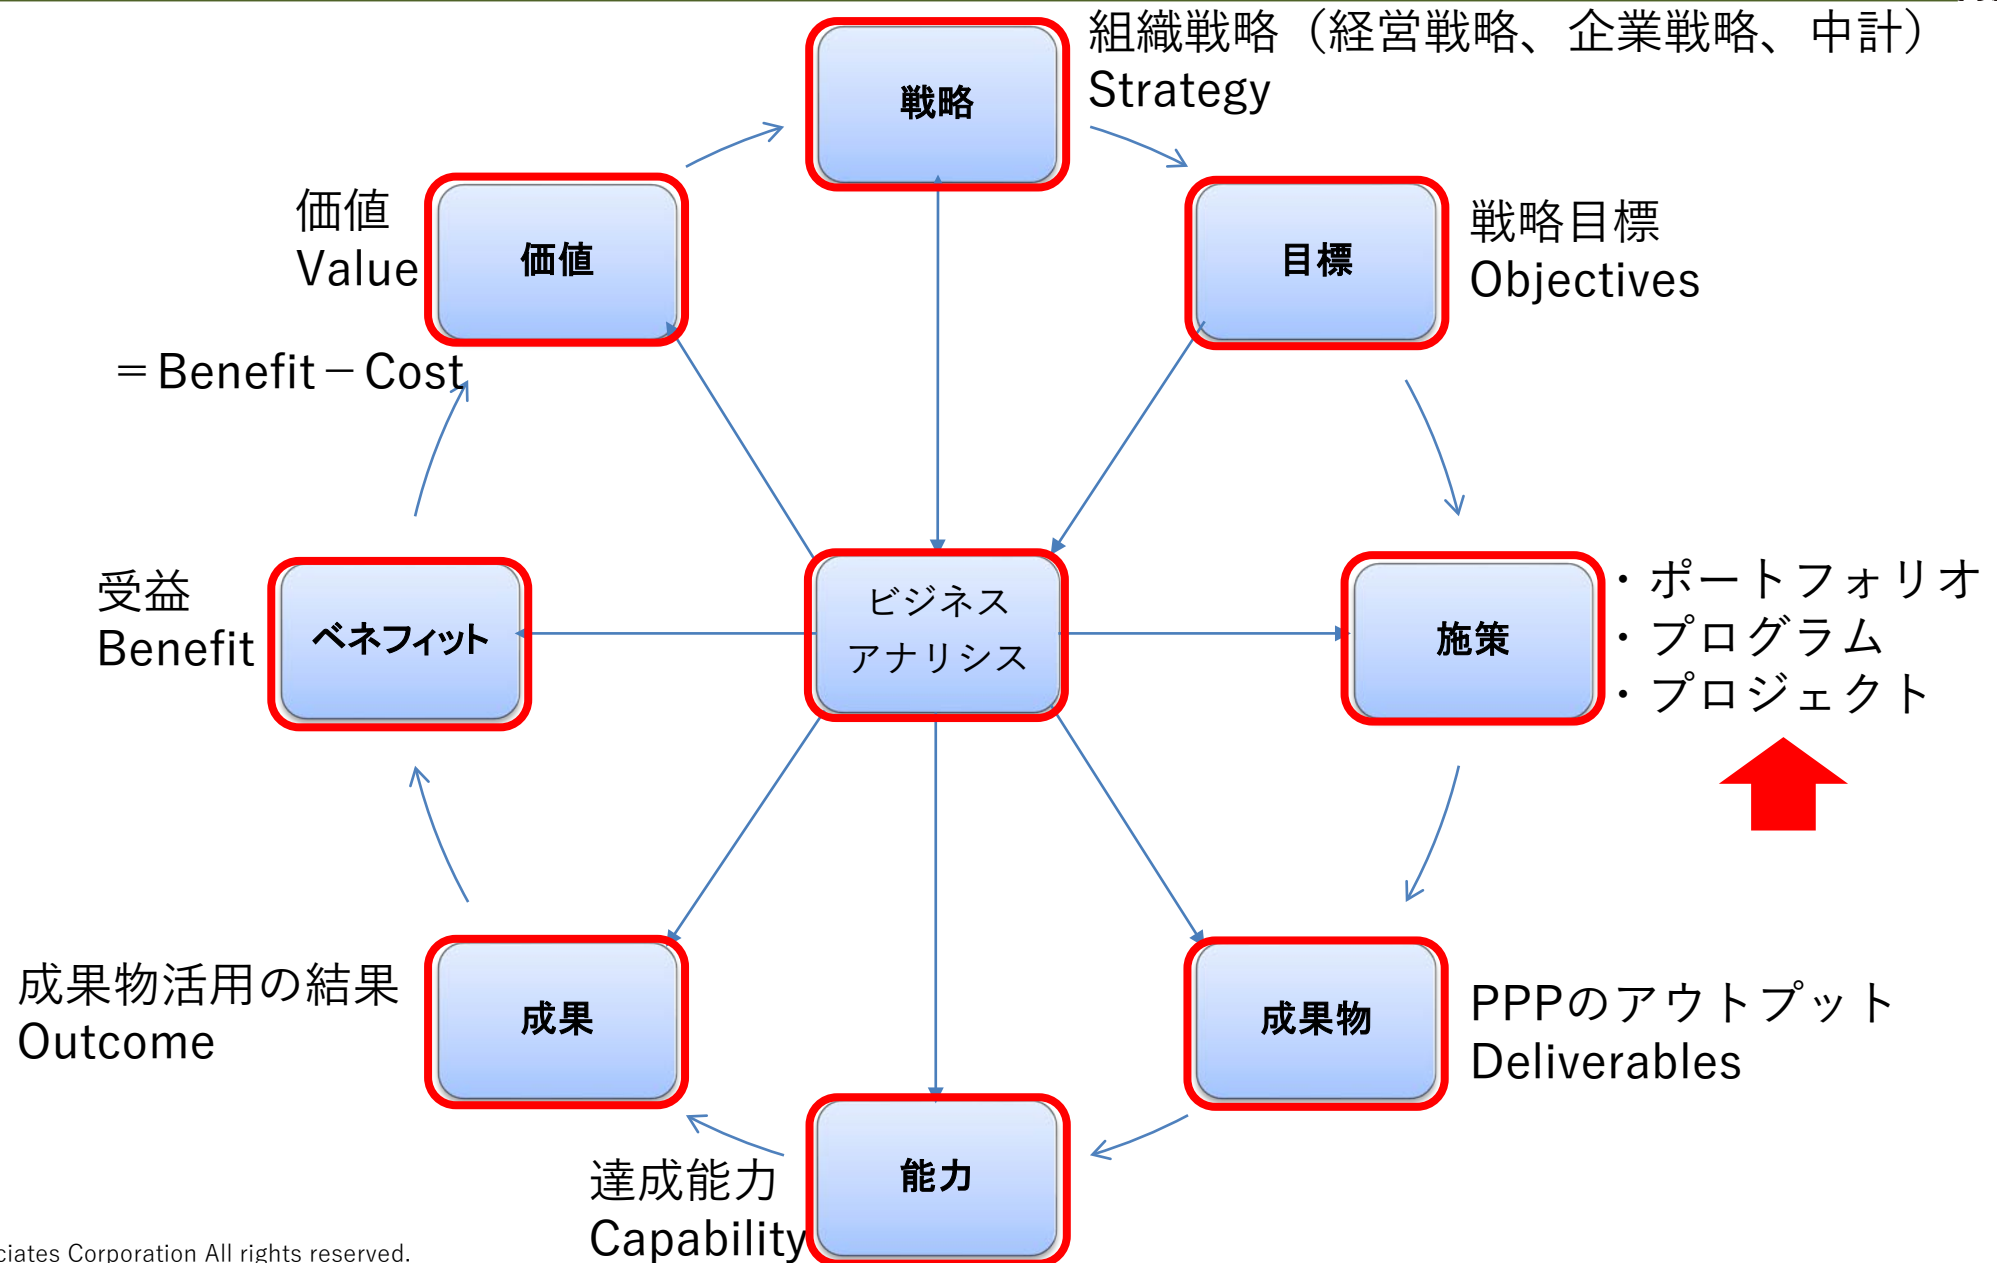 組織戦略（経営戦略、企業戦略、中計）
Strategy
戦略
価値
Value
価値
目標
戦略目標
Objectives
＝Benefit－Cost
受益
Benefit
ベネフィット
ビジネス
アナリシス
施策
・ポートフォリオ
・プログラム
・プロジェクト
成果物活用の結果
Outcome
成果
成果物
PPPのアウトプット
Deliverables
達成能力
Capability
能力
Corporation All rights reserved.